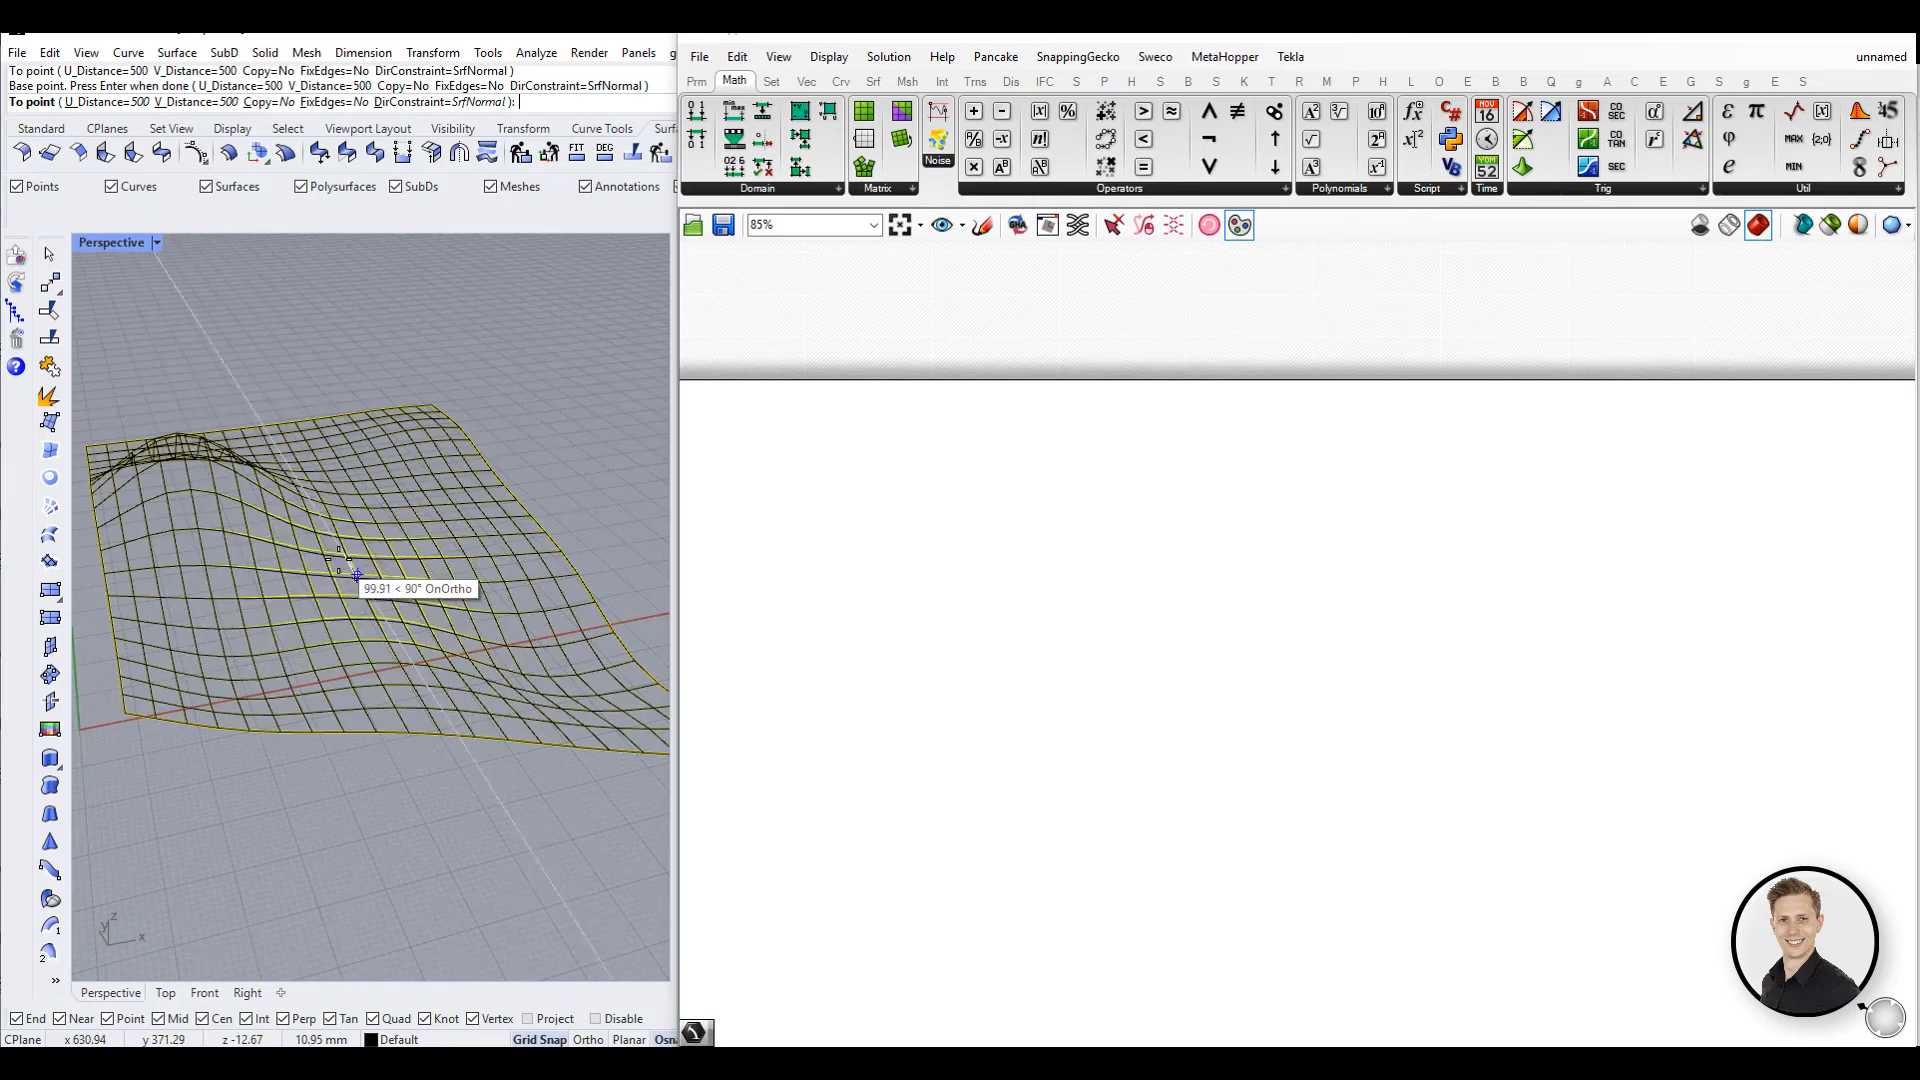 File Edit View Curve Surface SubD Solid Mesh Dimension Transform Tools Analyze Render Panels
To point ( U_Distance=500 V_Distance=500 Copy=No FixEdges=No DirConstraint=SrfNormal )
Base point. Press Enter when done ( U_Distance=500 V_Distance=500 Copy=No FixEdges=No DirConstraint=SrfNormal )
To point ( U_Distance=500 V_Distance=500 Copy=No FixEdges=No DirConstraint=SrfNormal ):
Standard CPlanes Set View Display Select Viewport Layout Visibility Transform Curve Tools
FIT DEG
Points Curves Surfaces Polysurfaces SubDs Meshes Annotations
Perspective
99.91 < 90° OnOrtho
z
y
x
Perspective Top Front Right
End Near Point Mid Cen Int Perp Tan Quad Knot Vertex Project Disable
CPlane x 630.94 y 371.29 z -12.67 10.95 mm Default Grid Snap Ortho Planar
File Edit View Display Solution Help Pancake SnappingGecko Sweco MetaHopper Tekla unnamed
Prm Math Set Vec Crv Srf Msh Int Trns Dis IFC S P H S B S K T R M P H L g E B B Q g A C G S g E S
Noise
Domain Matrix Operators Polynomials Script Time Trig Util
85%